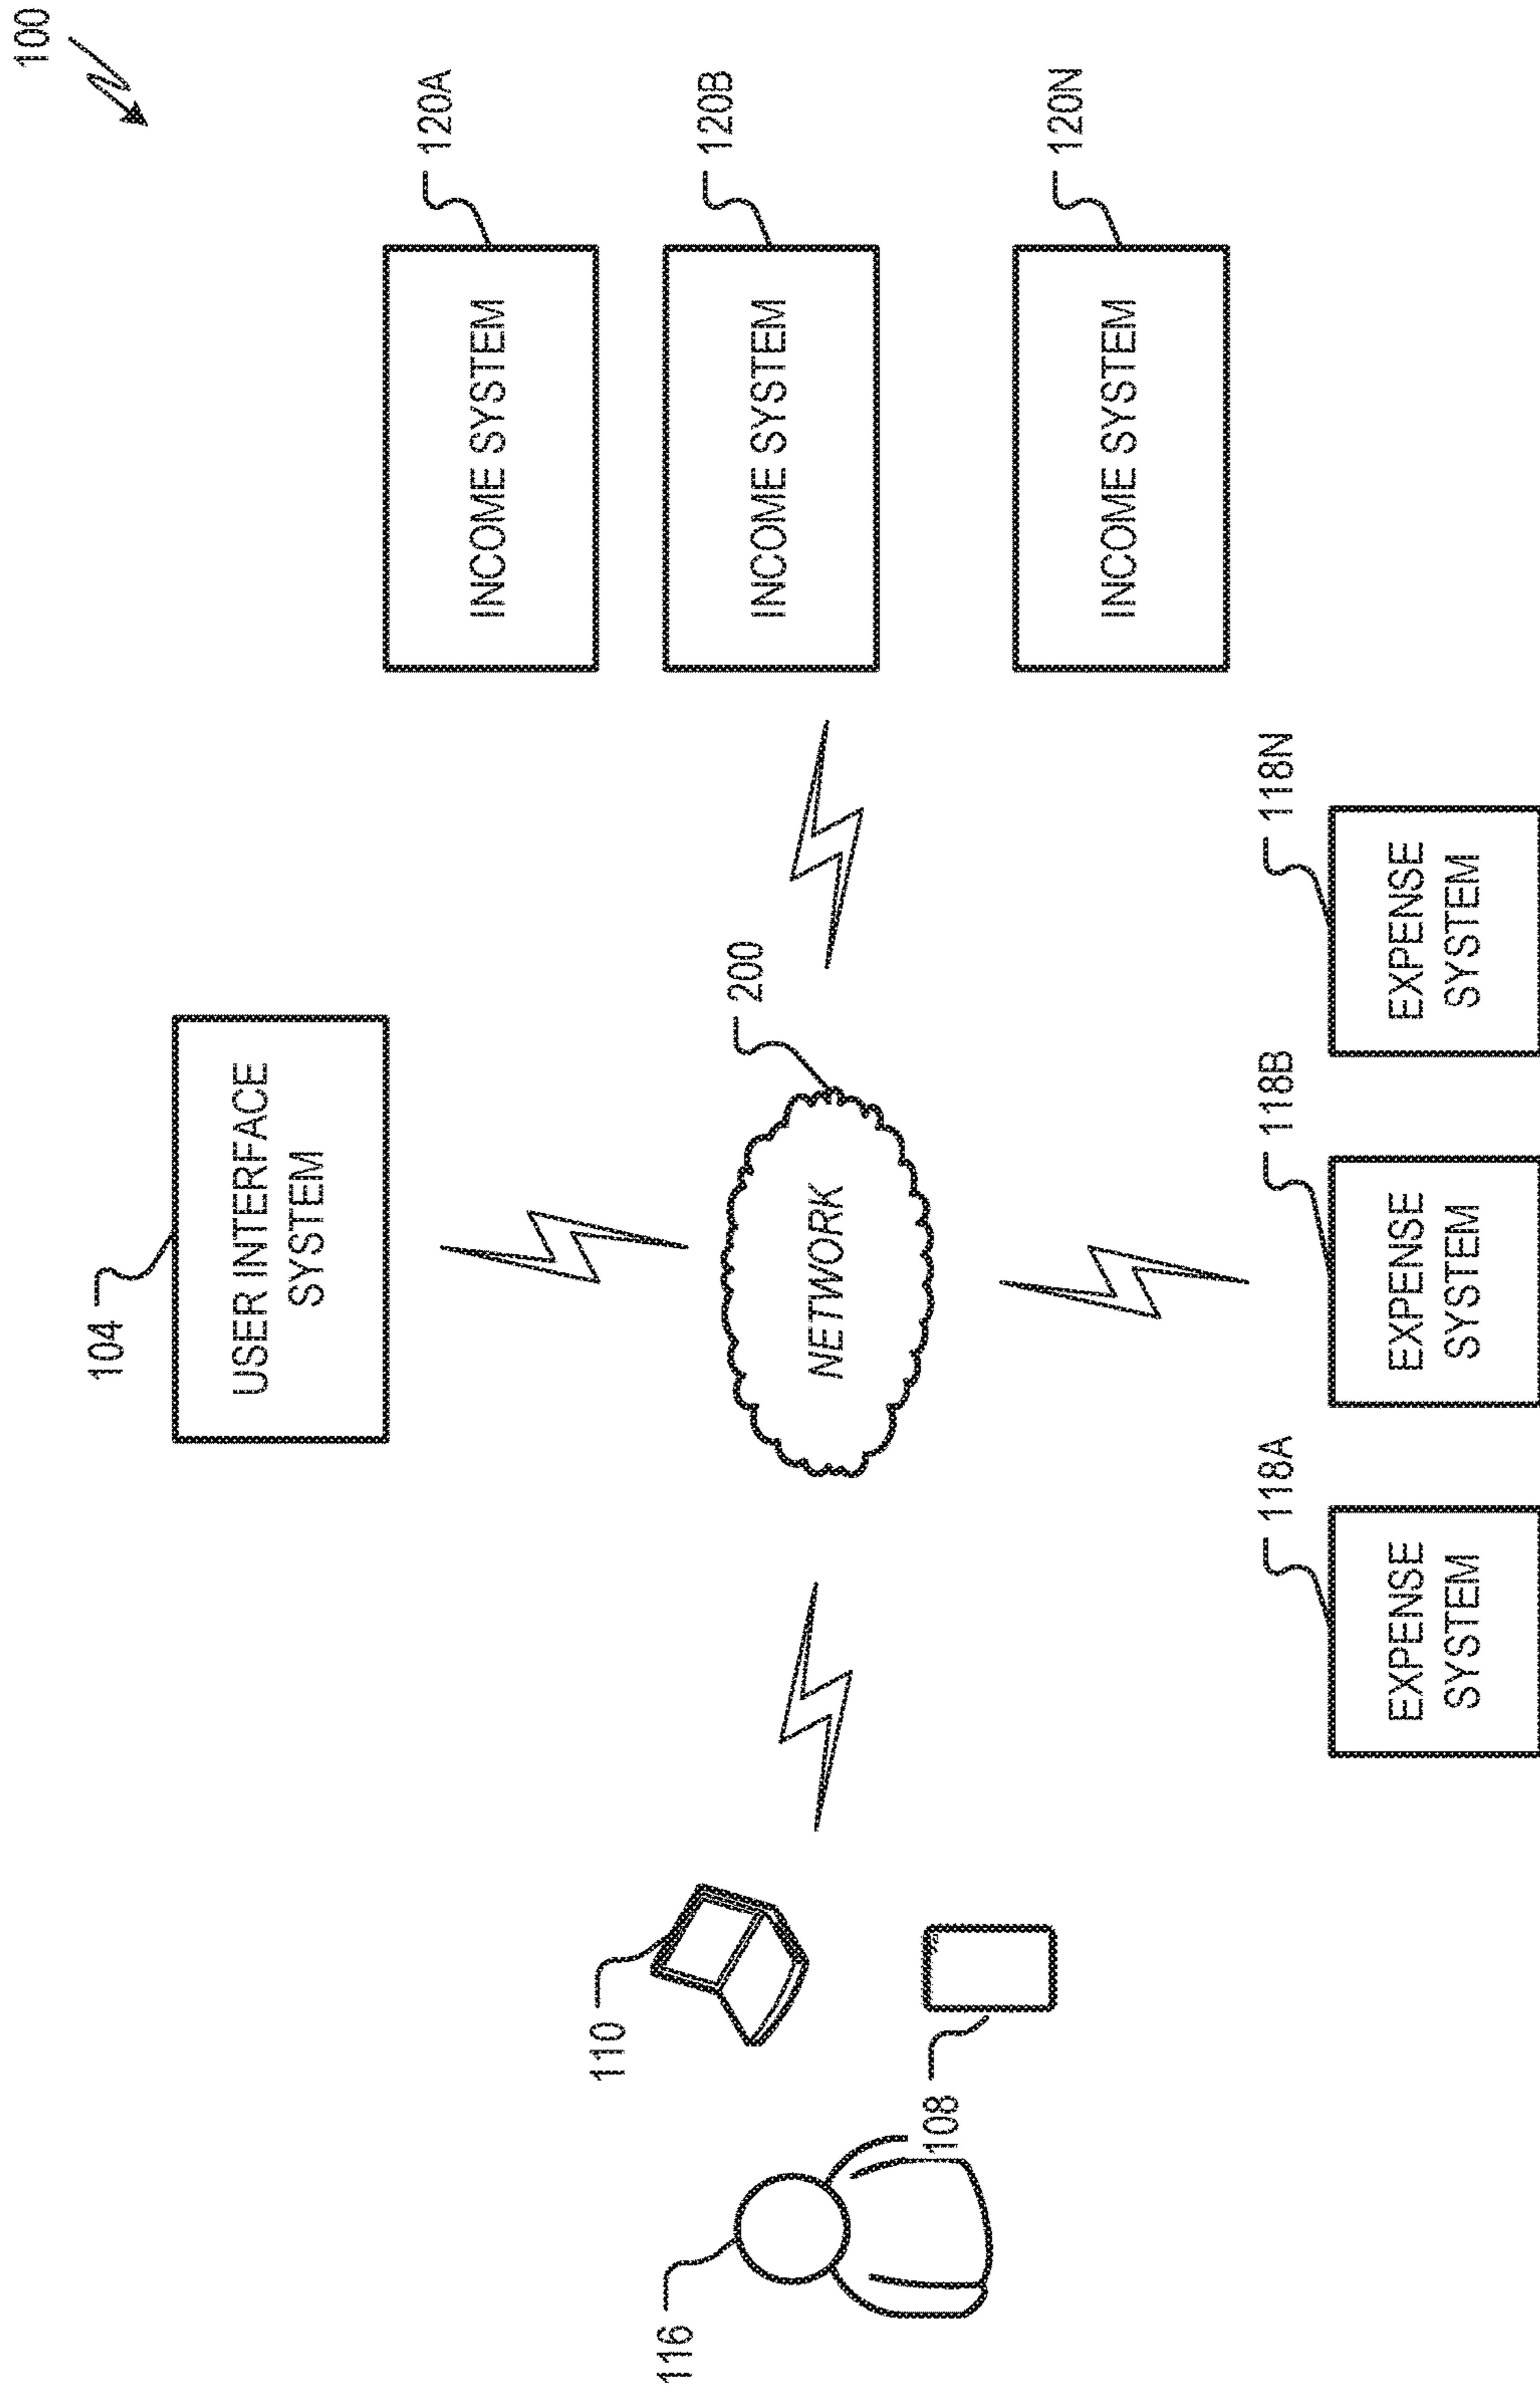 100
104
USER INTERFACE
SYSTEM
120A
INCOME SYSTEM
120B
INCOME SYSTEM
120N
INCOME SYSTEM
200
NETWORK
110
116
108
118A
EXPENSE
SYSTEM
118B
EXPENSE
SYSTEM
118N
EXPENSE
SYSTEM